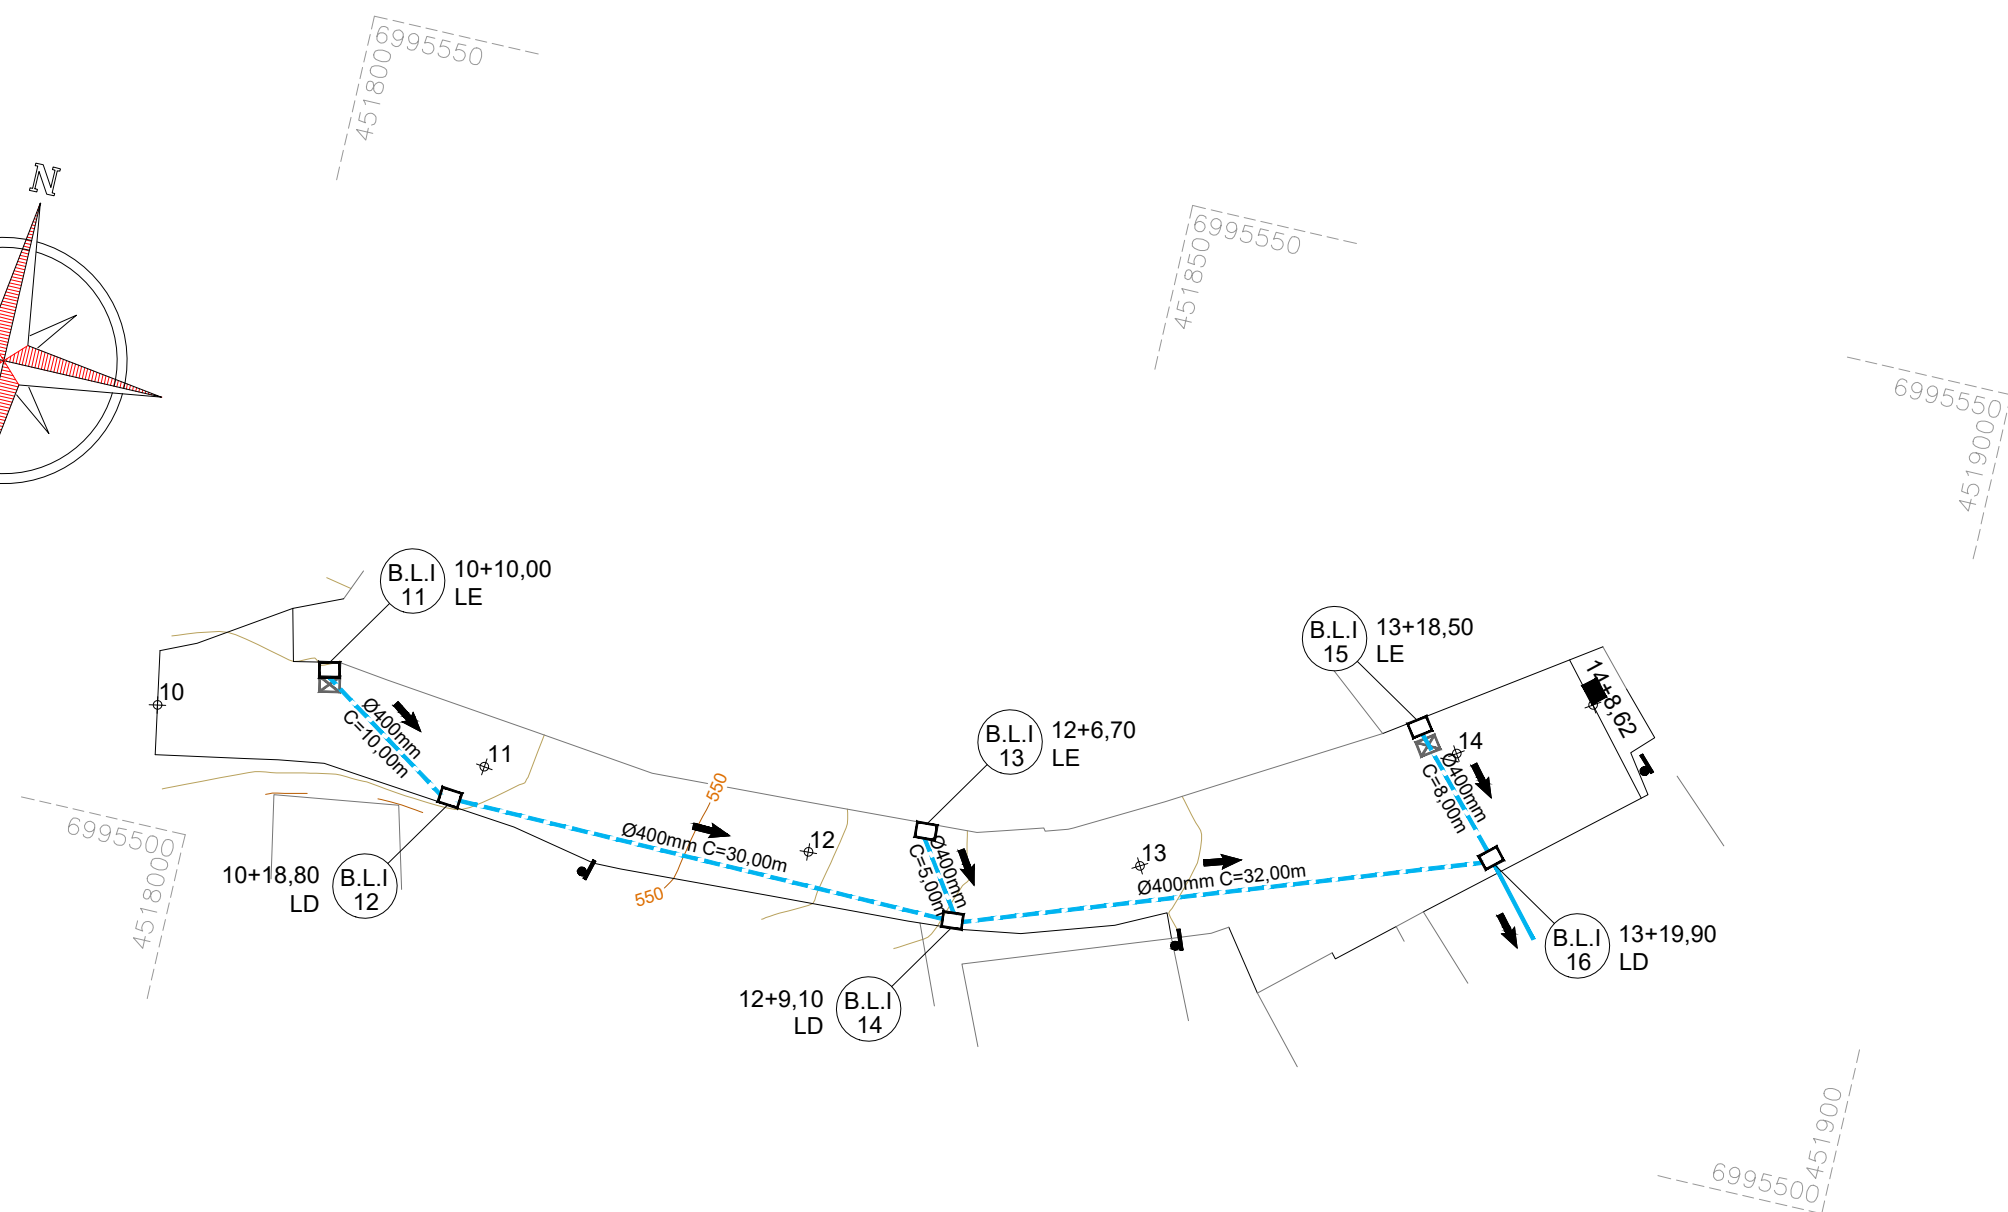 6995550
451800
N
6995550
451850
6995550
451900
B.L.I
11
10+10,00
LE
B.L.I
15
13+18,50
LE
14+8,62
10
Ø400mm
C=10,00m
11
B.L.I
13
12+6,70
LE
14
Ø400mm
C=8,00m
550
Ø400mm C=30,00m
12
Ø400mm
C=5,00m
13
Ø400mm C=32,00m
550
6995500
451800
10+18,80
LD
B.L.I
12
12+9,10
LD
B.L.I
14
B.L.I
16
13+19,90
LD
451900
6995500